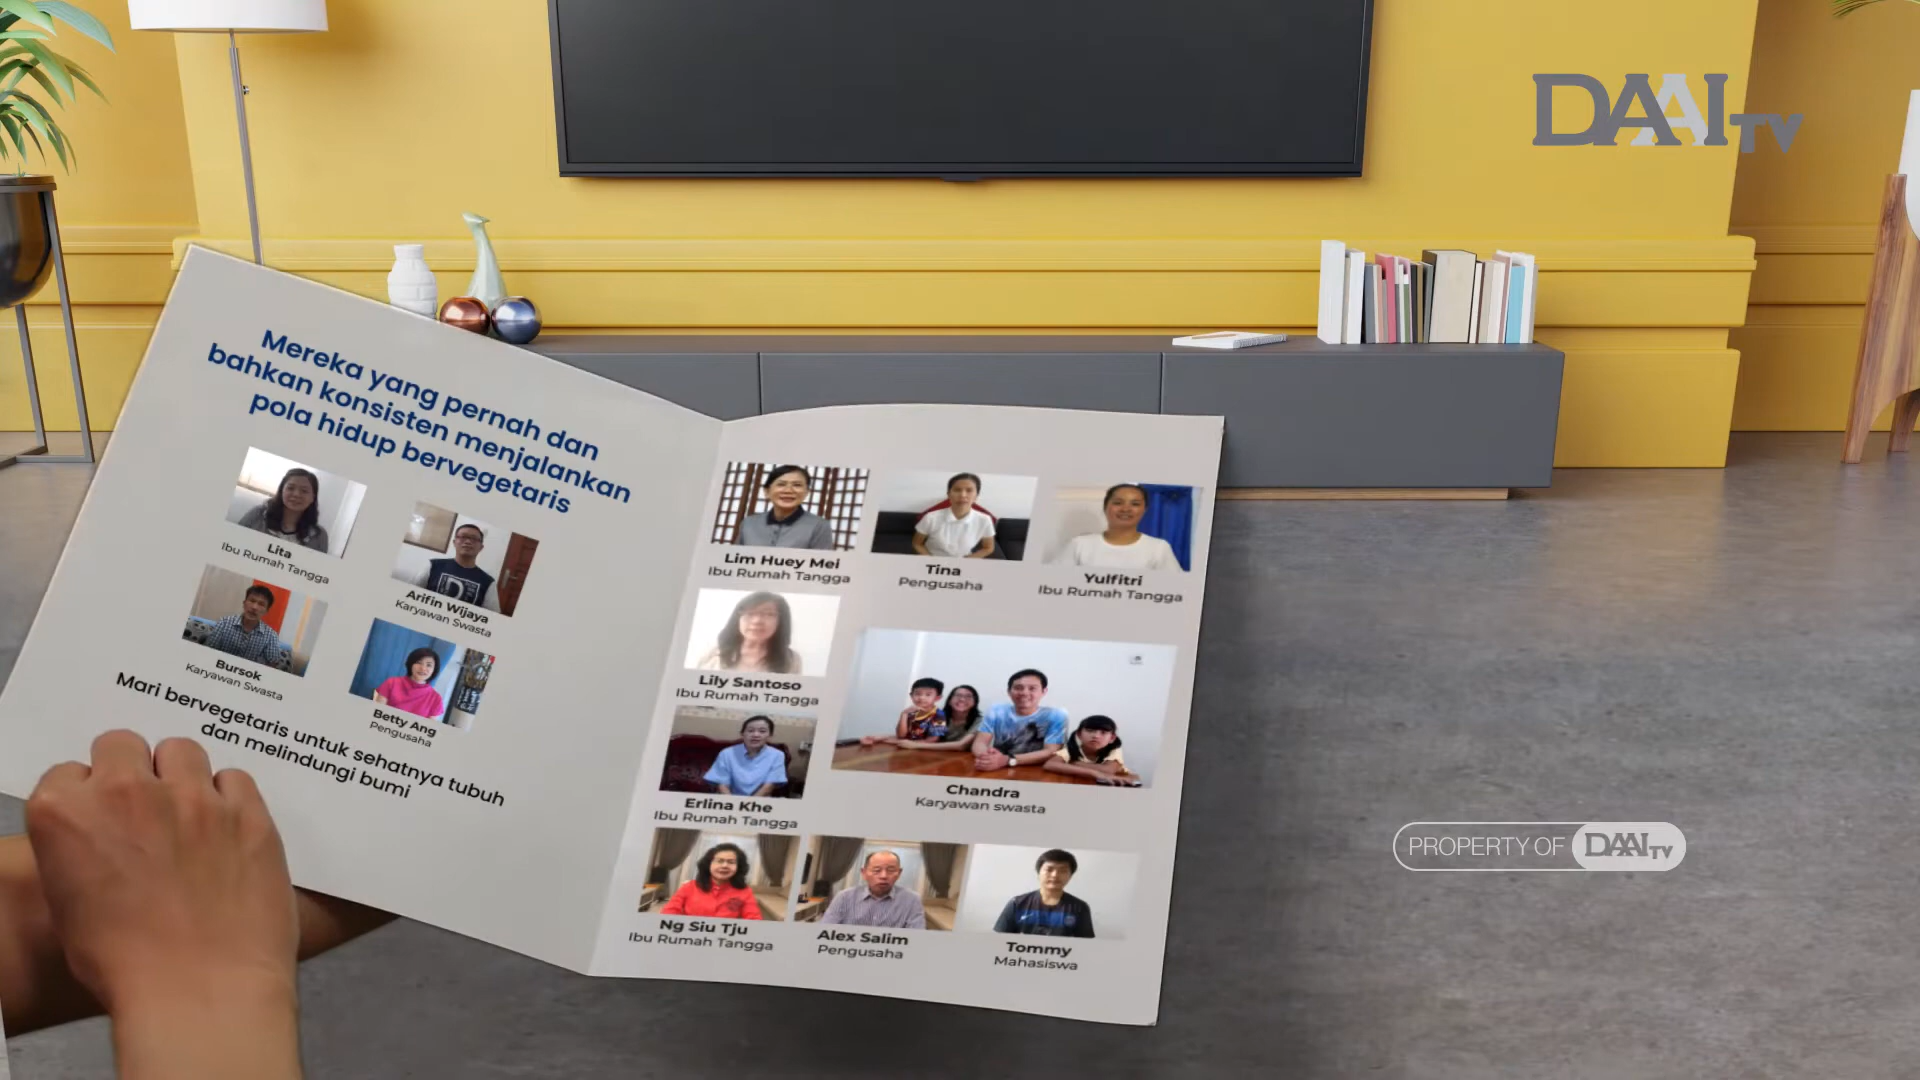 DAAI TV
Mereka yang pernah dan
bahkan konsisten menjalankan
pola hidup bervegetaris
Lita
Ibu Rumah Tangga
Arifin Wijaya
Karyawan Swasta
Bursok
Karyawan Swasta
Betty Ang
Pengusaha
Mari bervegetaris untuk sehatnya tubuh
dan melindungi bumi
Lim Huey Mei
Ibu Rumah Tangga
Tina
Pengusaha
Yulfitri
Ibu Rumah Tangga
Lily Santoso
Ibu Rumah Tangga
Chandra
Karyawan swasta
Erlina Khe
Ibu Rumah Tangga
Ng Siu Tju
Ibu Rumah Tangga
Alex Salim
Pengusaha
Tommy
Mahasiswa
PROPERTY OF DAAI TV